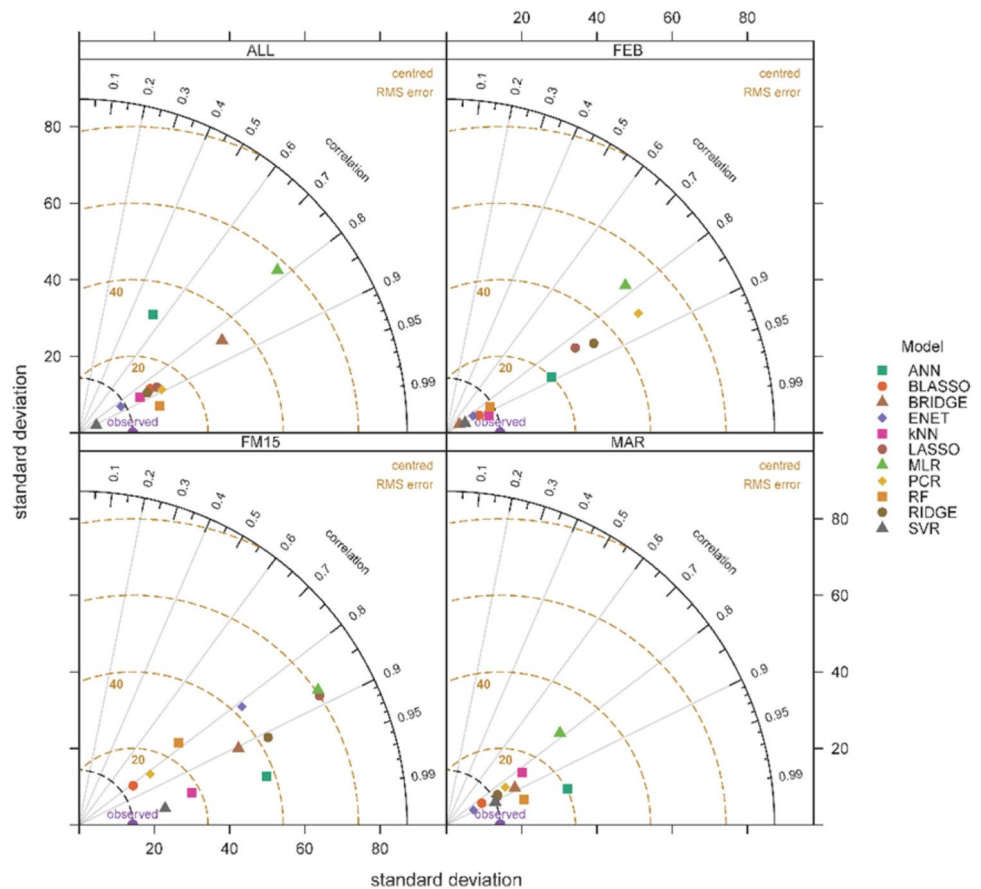 20 40 60 80
ALL
FEB
centred
RMS error
0.1 0.2 0.3 0.4 0.5 0.6 0.7 0.8 0.9 0.95 0.99
correlation
80
60
40
20
40
20
observed
centred
RMS error
0.1 0.2 0.3 0.4 0.5 0.6 0.7 0.8 0.9 0.95 0.99
correlation
40
20
observed
FM15
MAR
centred
RMS error
0.1 0.2 0.3 0.4 0.5 0.6 0.7 0.8 0.9 0.95 0.99
correlation
40
20
observed
centred
RMS error
0.1 0.2 0.3 0.4 0.5 0.6 0.7 0.8 0.9 0.95 0.99
correlation
80
60
40
20
40
20
observed
20 40 60 80
standard deviation
standard deviation
Model
ANN
BLASSO
BRIDGE
ENET
kNN
LASSO
MLR
PCR
RF
RIDGE
SVR